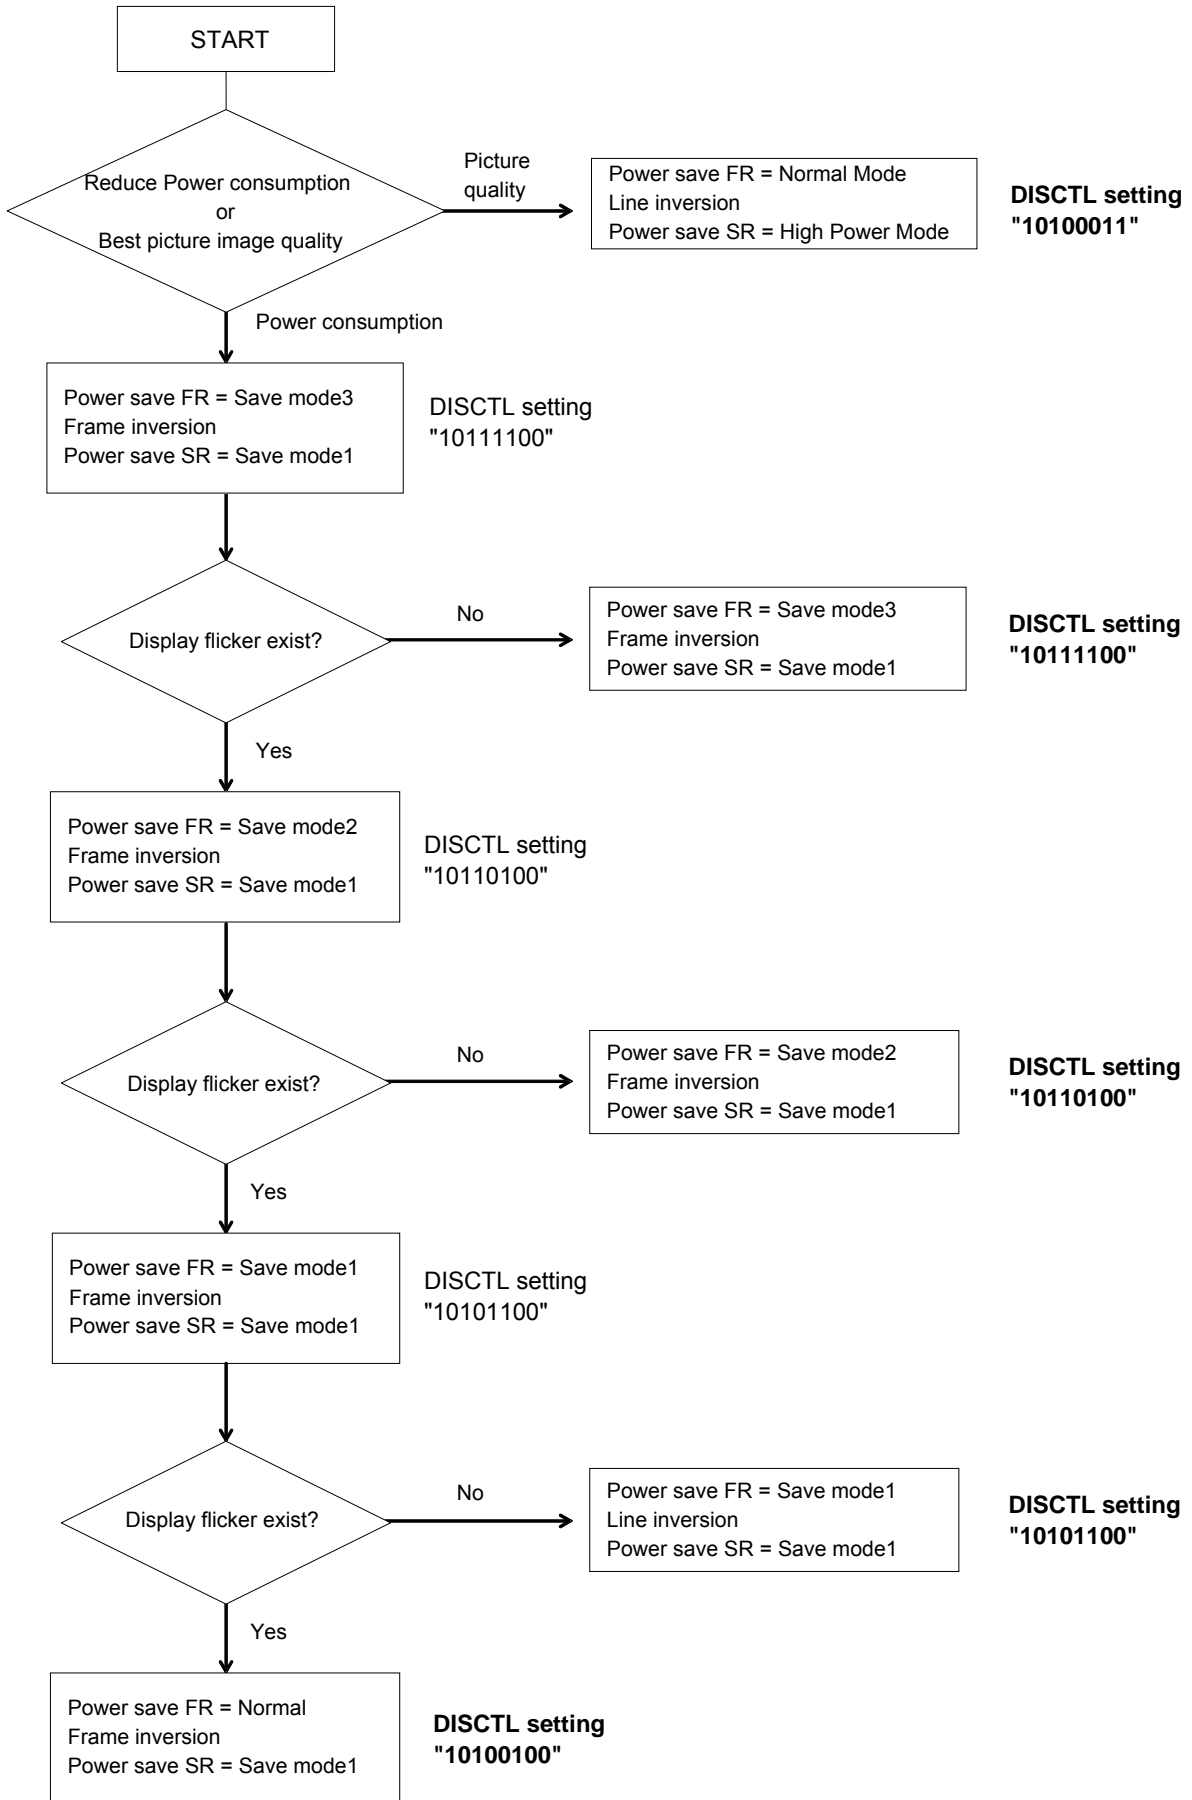 START
Reduce Power consumption
or
Best picture image quality
Picture
quality
Power save FR = Normal Mode
Line inversion
Power save SR = High Power Mode
DISCTL setting
"10100011"
Power consumption
Power save FR = Save mode3
Frame inversion
Power save SR = Save mode1
DISCTL setting
"10111100"
Display flicker exist?
No
Power save FR = Save mode3
Frame inversion
Power save SR = Save mode1
DISCTL setting
"10111100"
Yes
Power save FR = Save mode2
Frame inversion
Power save SR = Save mode1
DISCTL setting
"10110100"
Display flicker exist?
No
Power save FR = Save mode2
Frame inversion
Power save SR = Save mode1
DISCTL setting
"10110100"
Yes
Power save FR = Save mode1
Frame inversion
Power save SR = Save mode1
DISCTL setting
"10101100"
Display flicker exist?
No
Power save FR = Save mode1
Line inversion
Power save SR = Save mode1
DISCTL setting
"10101100"
Yes
Power save FR = Normal
Frame inversion
Power save SR = Save mode1
DISCTL setting
"10100100"